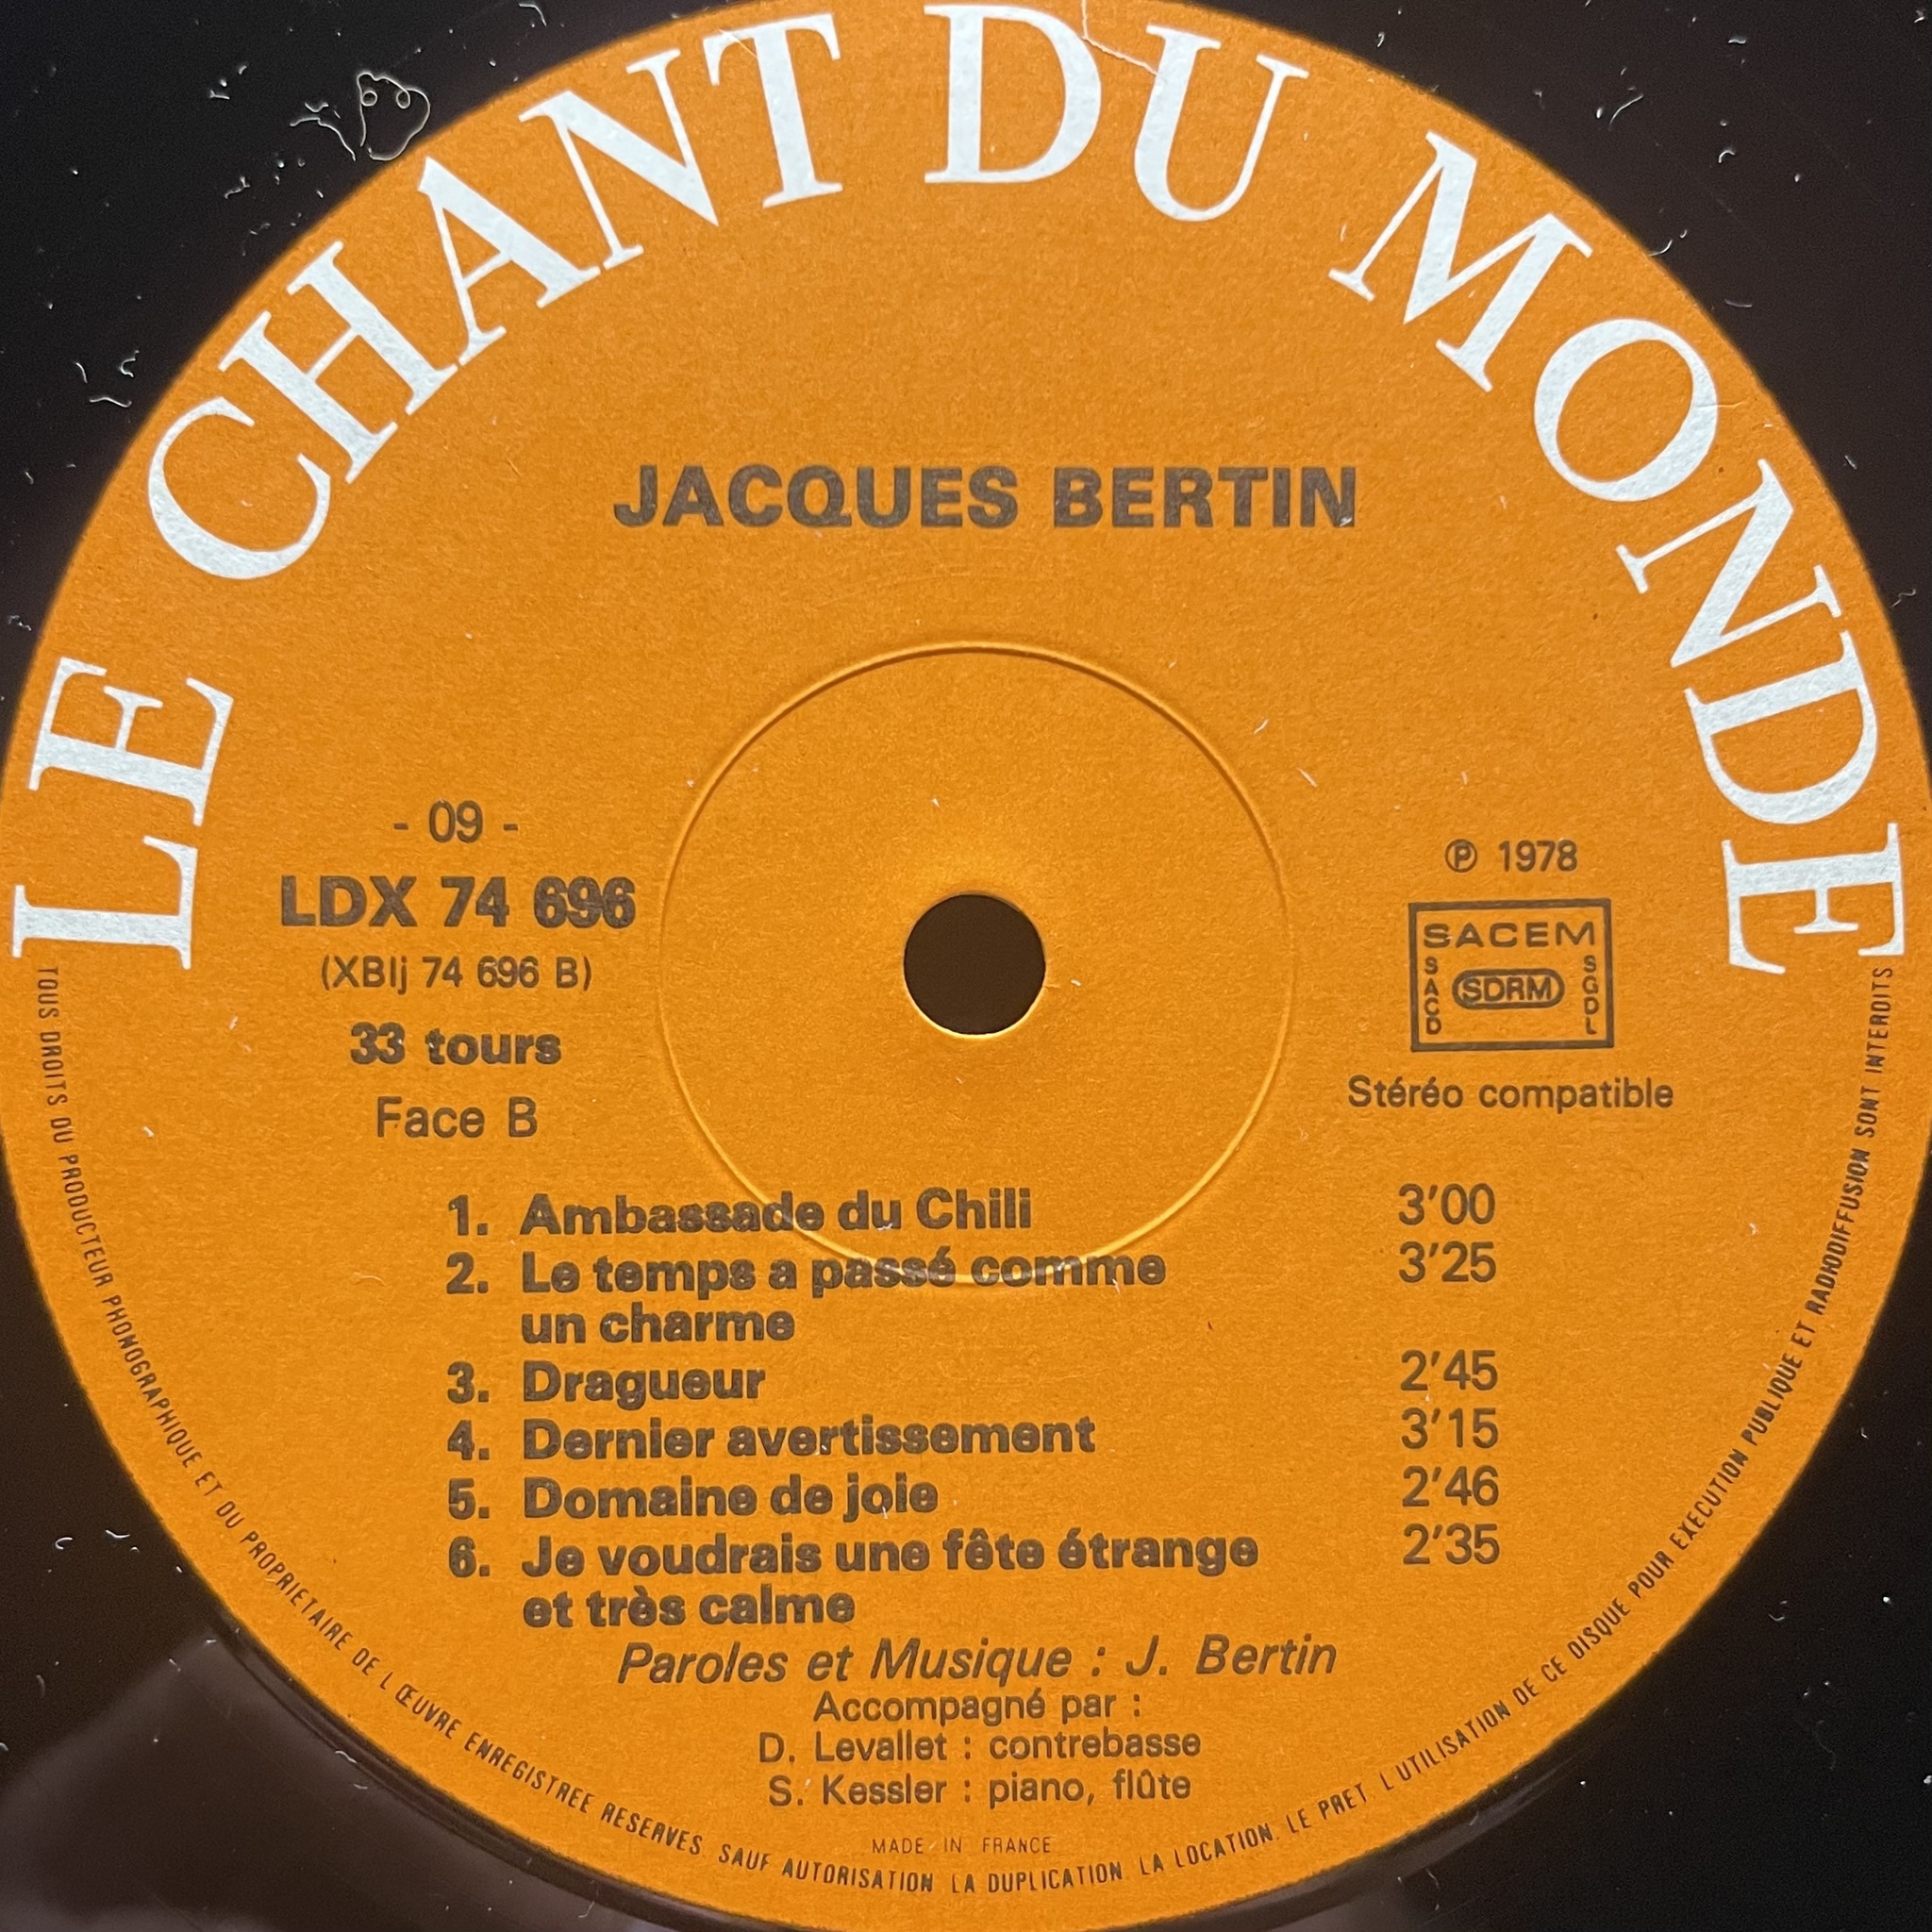 LE CHANT DU MONDE
JACQUES BERTIN
- 09 -
LDX 74 696
(XBIj 74 696 B)
33 tours
Face B
℗ 1978
SACEM
SACD
SDRM
SGDL
Stéréo compatible
1. Ambassade du Chili 3'00
2. Le temps a passé comme 3'25
un charme
3. Dragueur 2'45
4. Dernier avertissement 3'15
5. Domaine de joie 2'46
6. Je voudrais une fête étrange 2'35
et très calme
Paroles et Musique : J. Bertin
Accompagné par :
D. Levallet : contrebasse
S. Kessler : piano, flûte
MADE IN FRANCE
TOUS DROITS DU PRODUCTEUR PHONOGRAPHIQUE ET DU PROPRIETAIRE DE L ŒUVRE ENREGISTREE RESERVES. SAUF AUTORISATION LA DUPLICATION LA LOCATION. LE PRET. L UTILISATION DE CE DISQUE POUR EXECUTION PUBLIQUE ET RADIODIFFUSION SONT INTERDITS